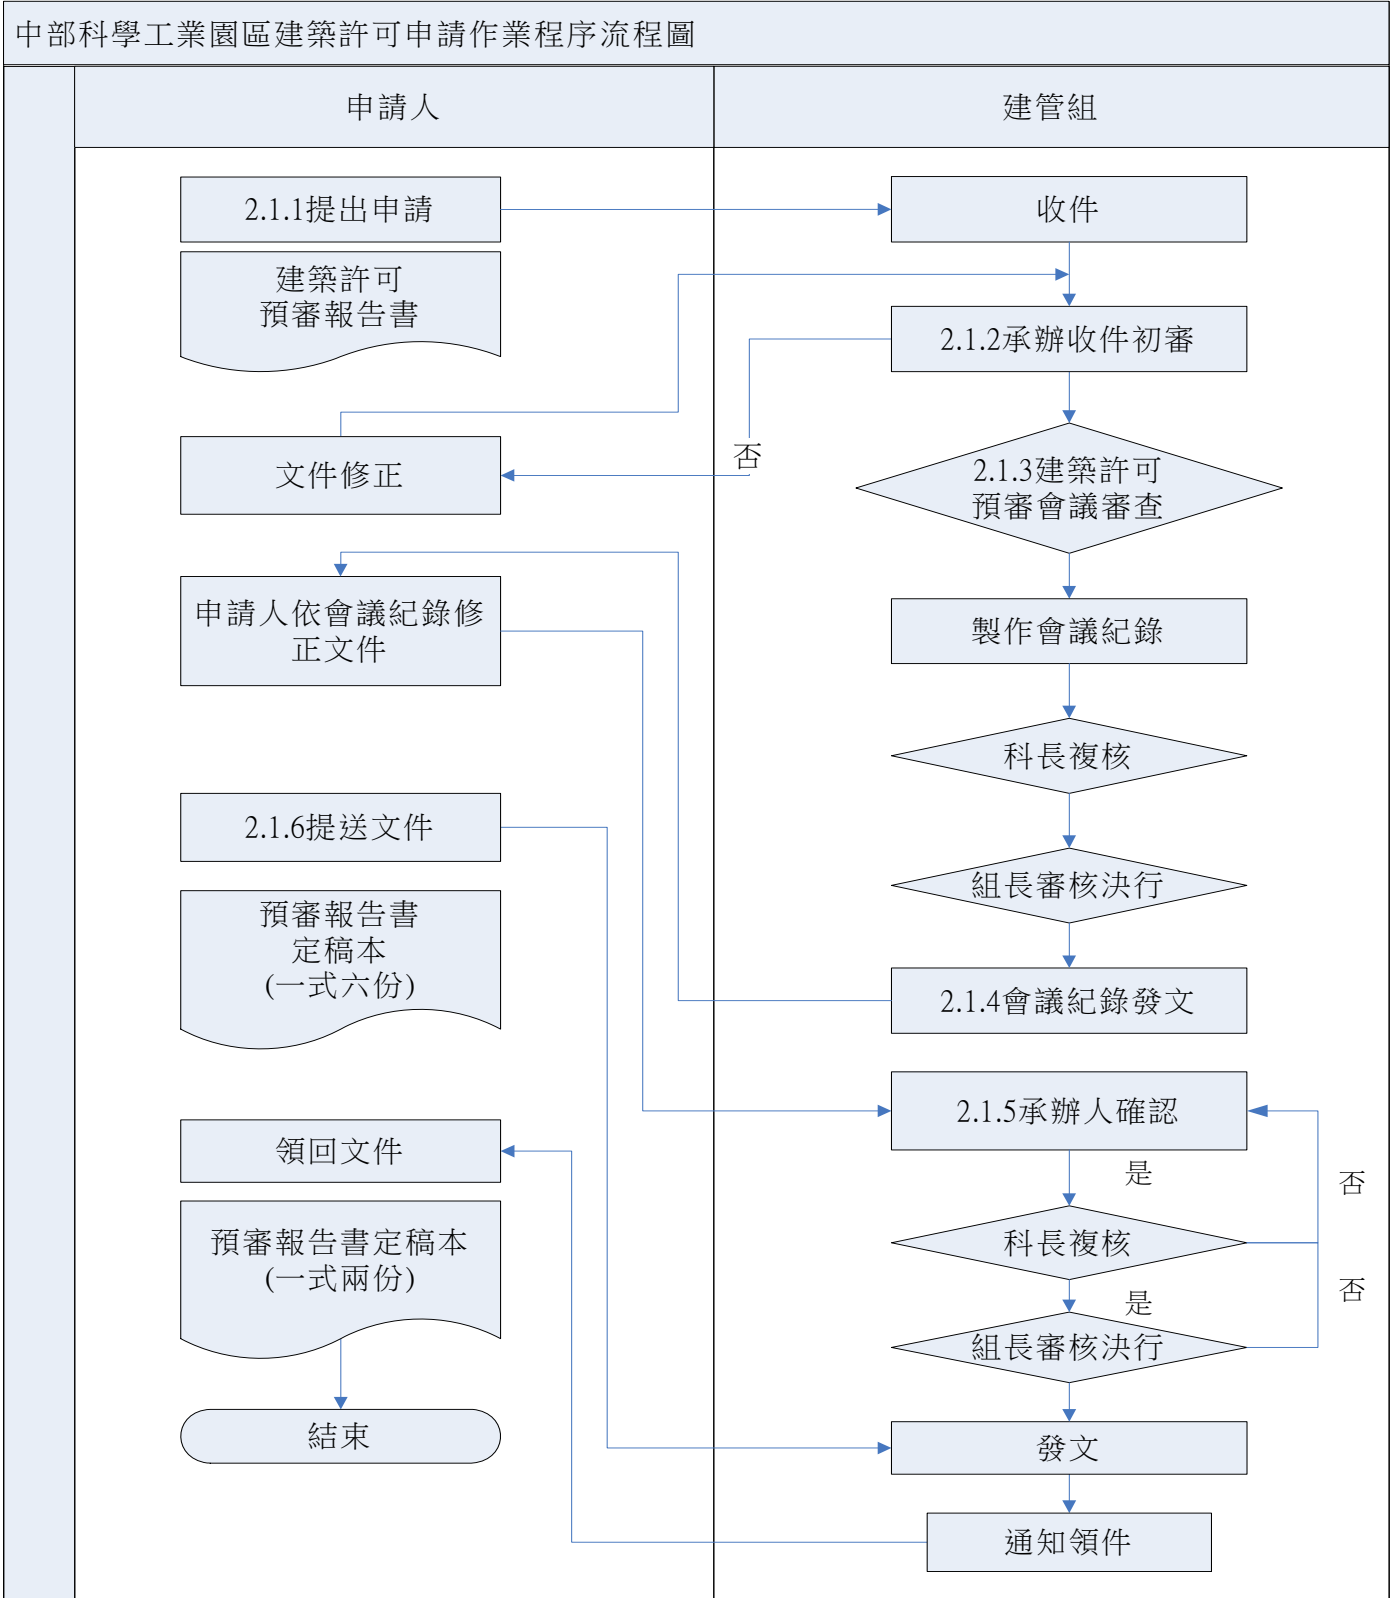 中部科學工業園區建築許可申請作業程序流程圖
申請人
建管組
2.1.1提出申請
收件
建築許可
預審報告書
2.1.2承辦收件初審
否
文件修正
2.1.3建築許可
預審會議審查
申請人依會議紀錄修
正文件
製作會議紀錄
科長複核
2.1.6提送文件
組長審核決行
預審報告書
定稿本
(一式六份)
2.1.4會議紀錄發文
2.1.5承辦人確認
領回文件
是
否
預審報告書定稿本
(一式兩份)
科長複核
是
否
組長審核決行
結束
發文
通知領件